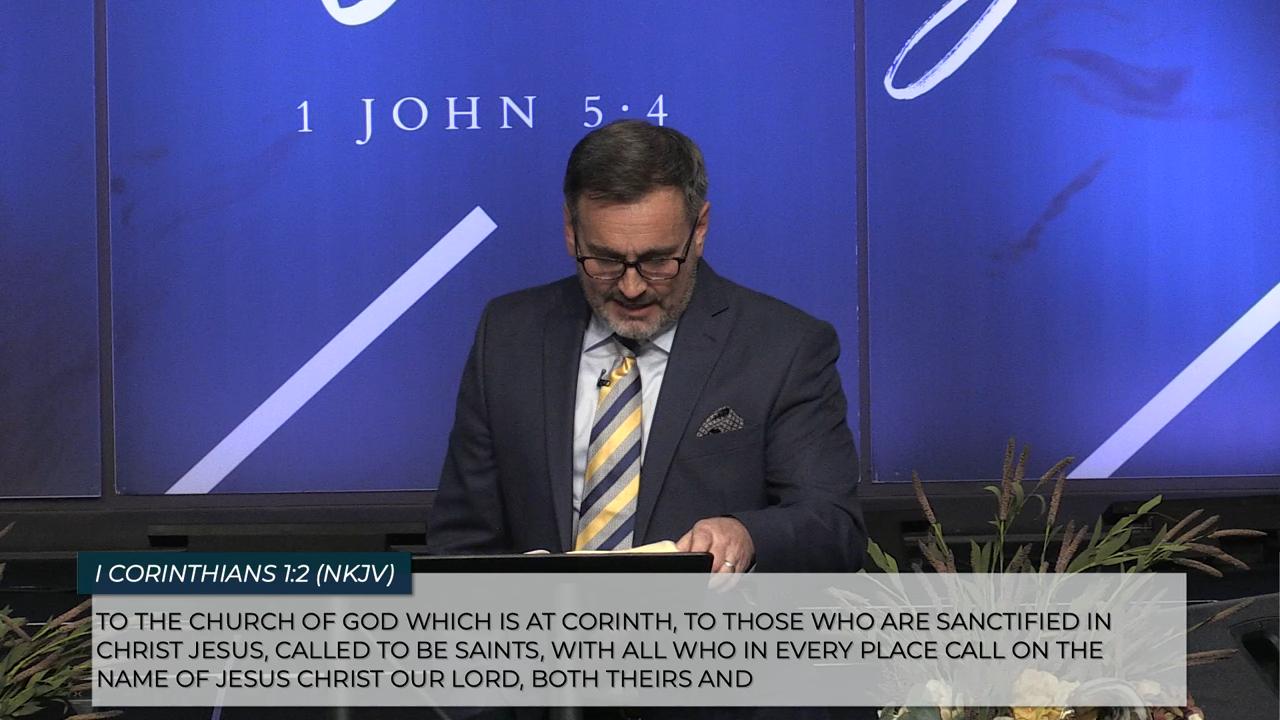 1 JOHN 5:4
I CORINTHIANS 1:2 (NKJV)
TO THE CHURCH OF GOD WHICH IS AT CORINTH, TO THOSE WHO ARE SANCTIFIED IN
CHRIST JESUS, CALLED TO BE SAINTS, WITH ALL WHO IN EVERY PLACE CALL ON THE
NAME OF JESUS CHRIST OUR LORD, BOTH THEIRS AND